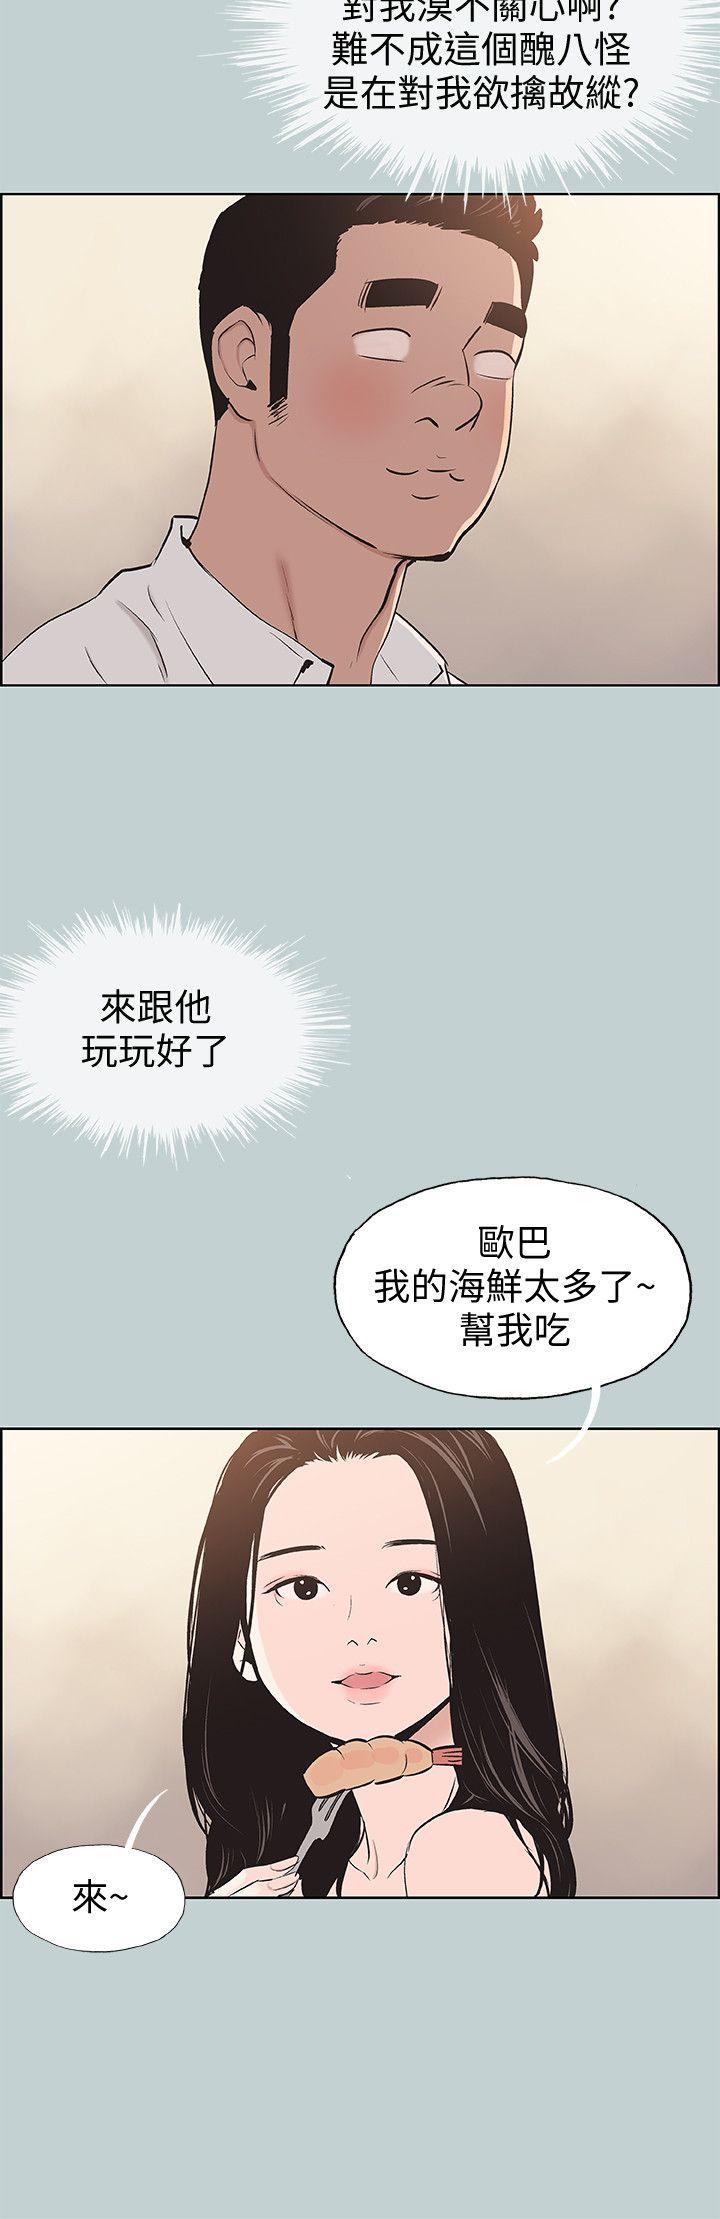 對我漠不關心啊?
難不成這個醜八怪
是在對我欲擒故縱?
來跟他
玩玩好了
歐巴
我的海鮮太多了~
幫我吃
來~